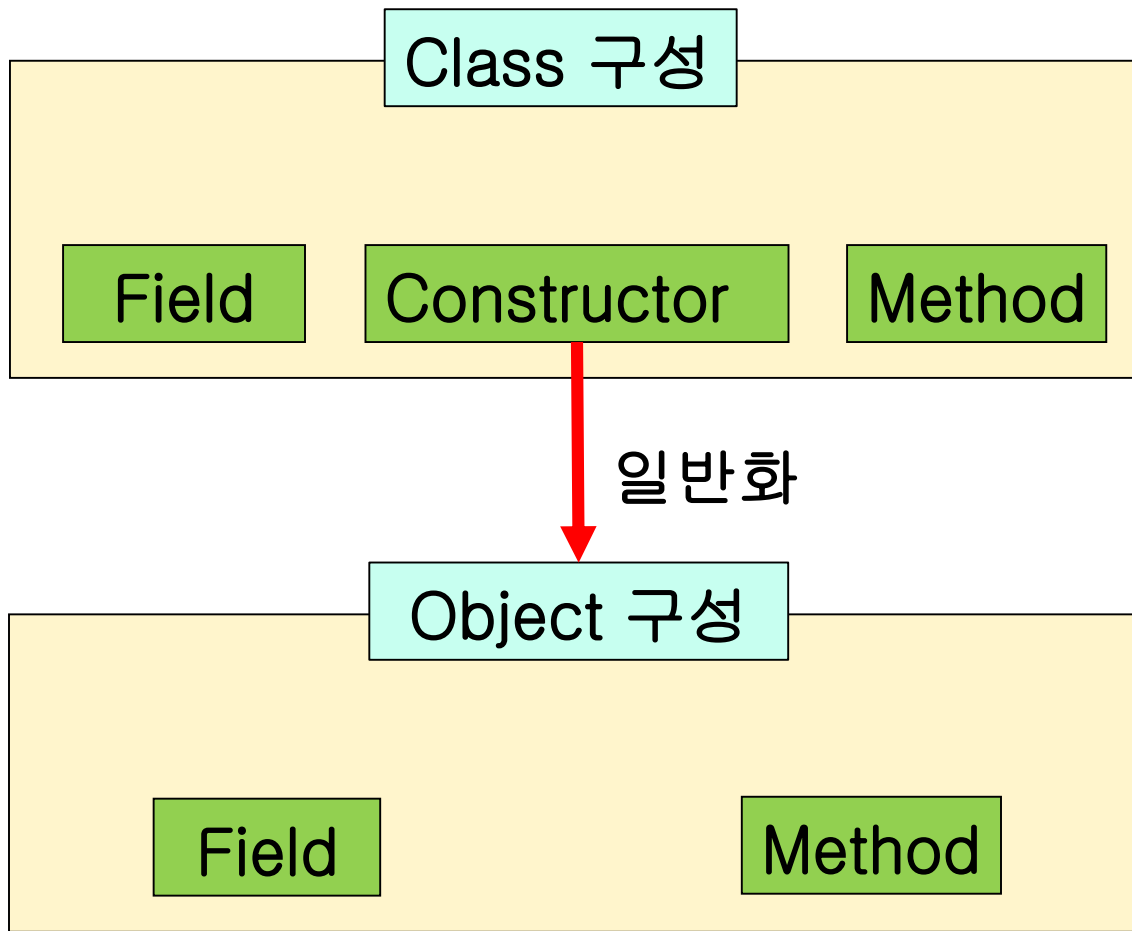 Class 구성
Field
Constructor
Method
일반화
Object 구성
Field
Method